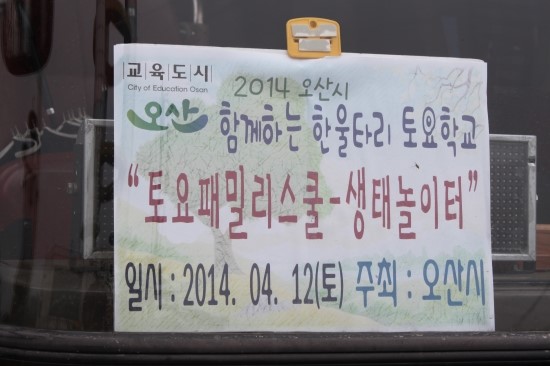 교육도시
City of Education Osan
오산
2014 오산시
함께하는 한울타리 토요학교
“토요패밀리스쿨-생태놀이터”
일시 : 2014. 04. 12(토) 주최 : 오산시